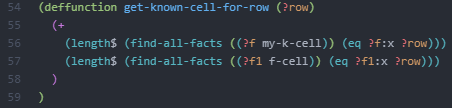 54 (deffunction get-known-cell-for-row (?row)
55   (+
56     (length$ (find-all-facts ((?f my-k-cell)) (eq ?f:x ?row)))
57     (length$ (find-all-facts ((?f1 f-cell)) (eq ?f1:x ?row)))
58   )
59 )